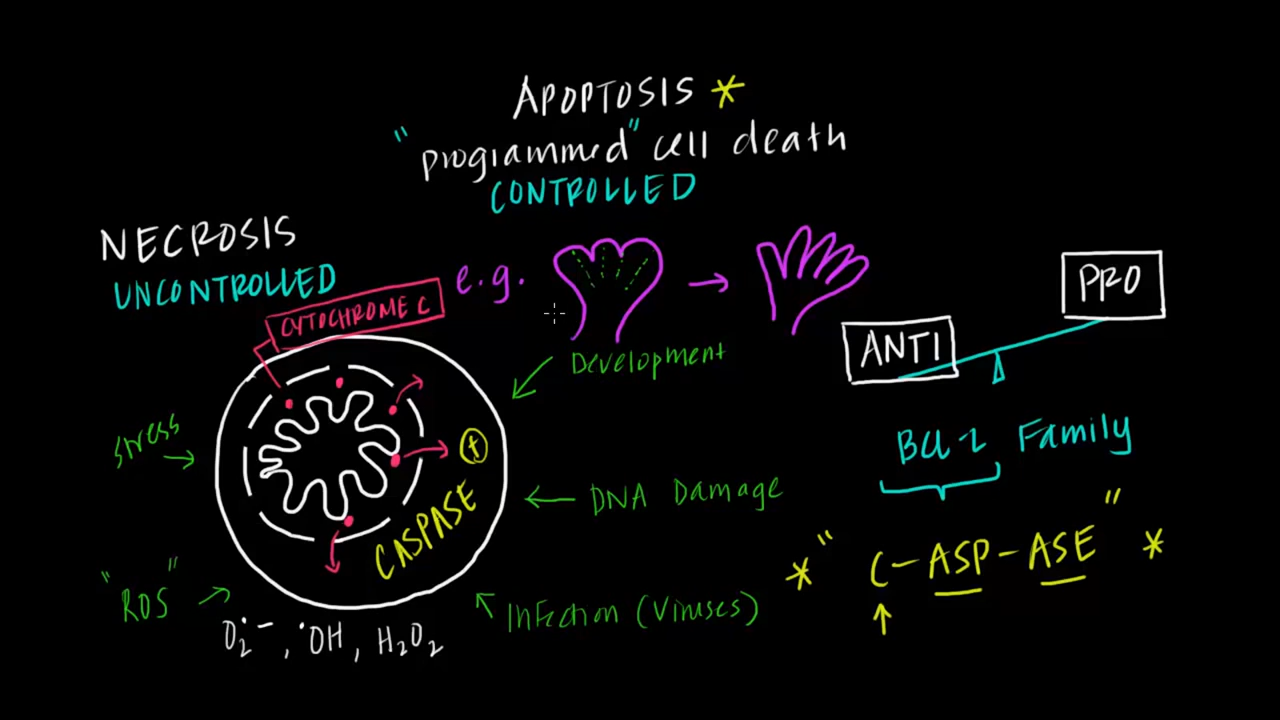 APOPTOSIS *
"programmed" cell death
CONTROLLED
NECROSIS
UNCONTROLLED
e.g.
CYTOCHROME C
PRO
ANTI
Development
Stress
+
BCL-2 Family
DNA Damage
CASPASE
* "C-ASP-ASE" *
"ROS"
Infection (Viruses)
O₂•−, •OH, H₂O₂